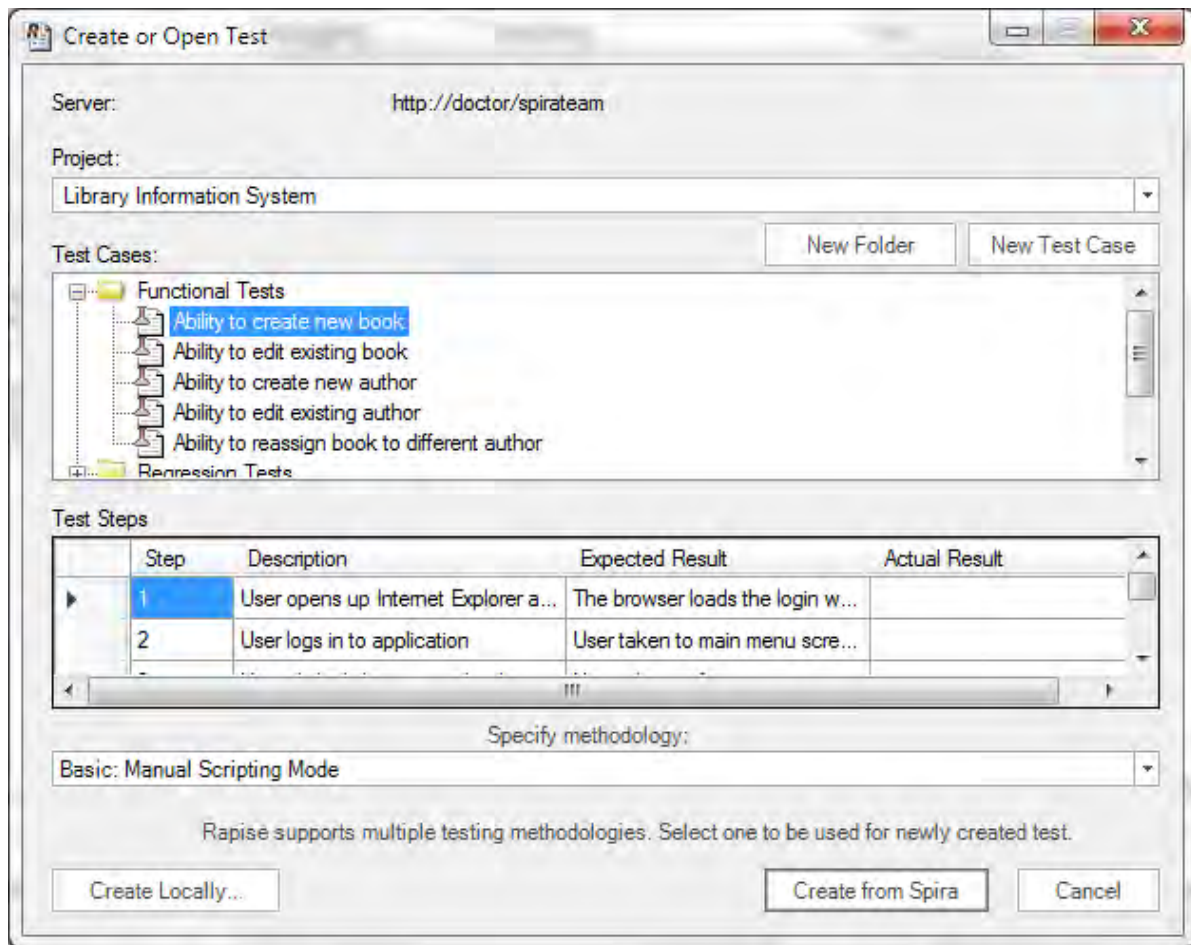 Create or Open Test
Server: http://doctor/spirateam
Project:
Library Information System
New Folder New Test Case
Test Cases:
Functional Tests
Ability to create new book
Ability to edit existing book
Ability to create new author
Ability to edit existing author
Ability to reassign book to different author
Regression Tests
Test Steps
Step Description Expected Result Actual Result
1 User opens up Internet Explorer a... The browser loads the login w...
2 User logs in to application User taken to main menu scre...
Specify methodology:
Basic: Manual Scripting Mode
Rapise supports multiple testing methodologies. Select one to be used for newly created test.
Create Locally... Create from Spira Cancel